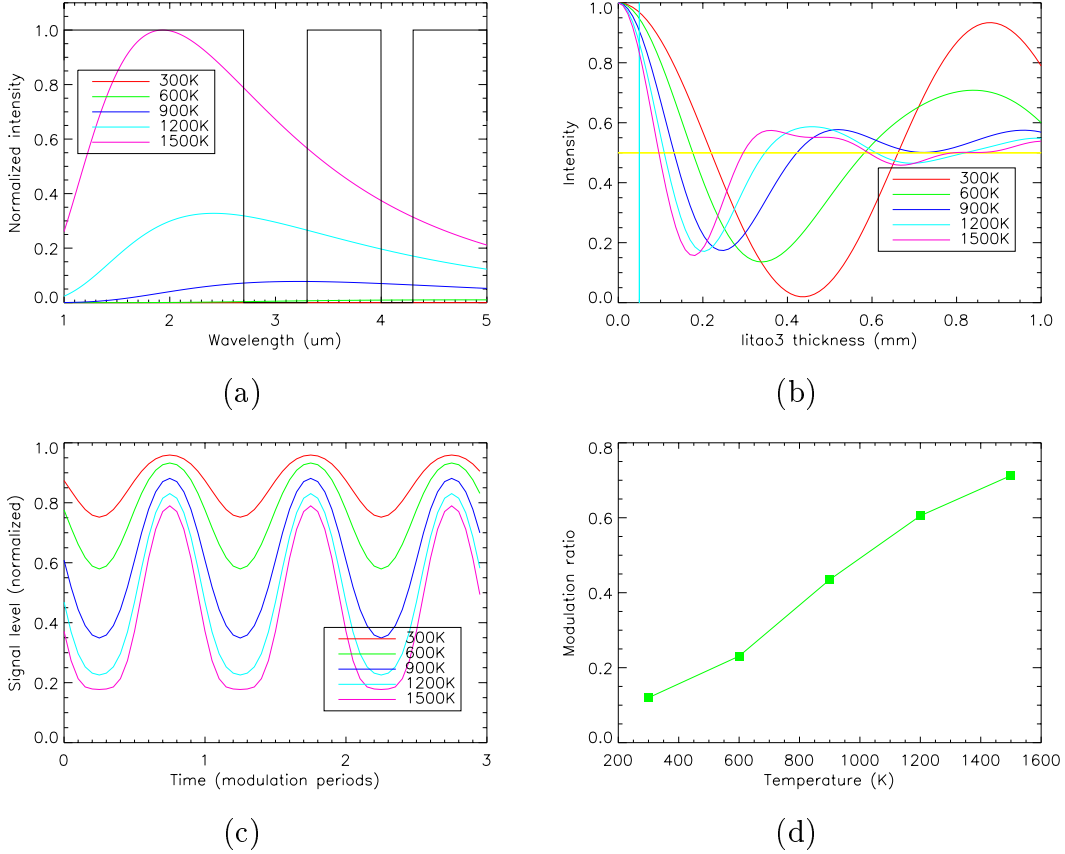 Normalized intensity
1.0
0.8
0.6
0.4
0.2
0.0
300K
600K
900K
1200K
1500K
1 2 3 4 5
Wavelength (um)
(a)
Intensity
1.0
0.8
0.6
0.4
0.2
0.0
300K
600K
900K
1200K
1500K
0.0 0.2 0.4 0.6 0.8 1.0
litao3 thickness (mm)
(b)
Signal level (normalized)
1.0
0.8
0.6
0.4
0.2
0.0
300K
600K
900K
1200K
1500K
0 1 2 3
Time (modulation periods)
(c)
Modulation ratio
0.8
0.6
0.4
0.2
0.0
200 400 600 800 1000 1200 1400 1600
Temperature (K)
(d)